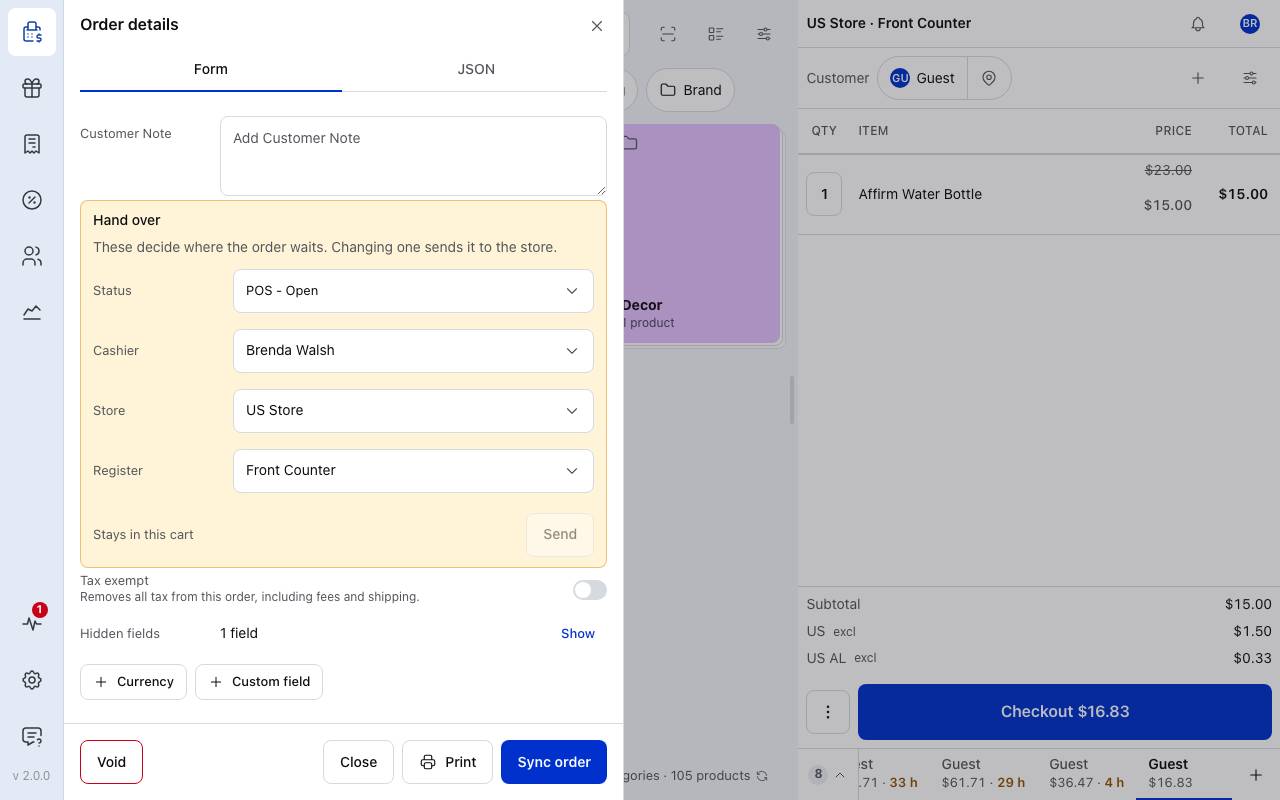 Order details
Form
JSON
Customer Note
Add Customer Note
Hand over
These decide where the order waits. Changing one sends it to the store.
Status
POS - Open
Cashier
Brenda Walsh
Store
US Store
Register
Front Counter
Stays in this cart
Send
Tax exempt
Removes all tax from this order, including fees and shipping.
Hidden fields
1 field
Show
Currency
Custom field
Void
Close
Print
Sync order
1
v 2.0.0
Brand
Decor
1 product
gories · 105 products
US Store · Front Counter
BR
Customer
GU
Guest
QTY
ITEM
PRICE
TOTAL
1
Affirm Water Bottle
$23.00
$15.00
$15.00
Subtotal
$15.00
US excl
$1.50
US AL excl
$0.33
Checkout $16.83
8
est
.71 · 33 h
Guest
$61.71 · 29 h
Guest
$36.47 · 4 h
Guest
$16.83